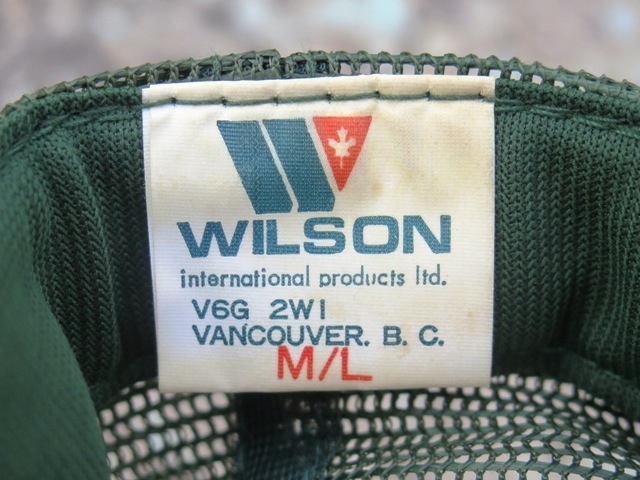 WILSON
international products ltd.
V6G 2W1
VANCOUVER. B. C.
M/L